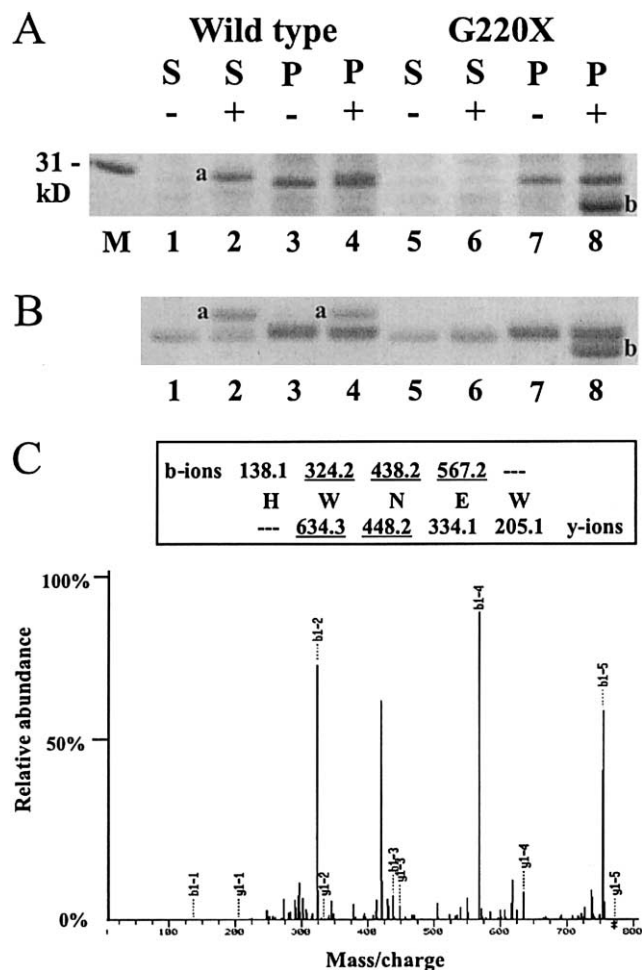 A
Wild type G220X
S S P P S S P P
- + - + - + - +
31 -
kD
a
b
M 1 2 3 4 5 6 7 8
B
a a
b
1 2 3 4 5 6 7 8
C
b-ions 138.1 324.2 438.2 567.2 ---
H W N E W
--- 634.3 448.2 334.1 205.1 y-ions
Relative abundance
100%
50%
0%
b1-1
y1-1
b1-2
y1-2
b1-3
y1-3
b1-4
y1-4
b1-5
y1-5
100 200 300 400 500 600 700 800
Mass/charge